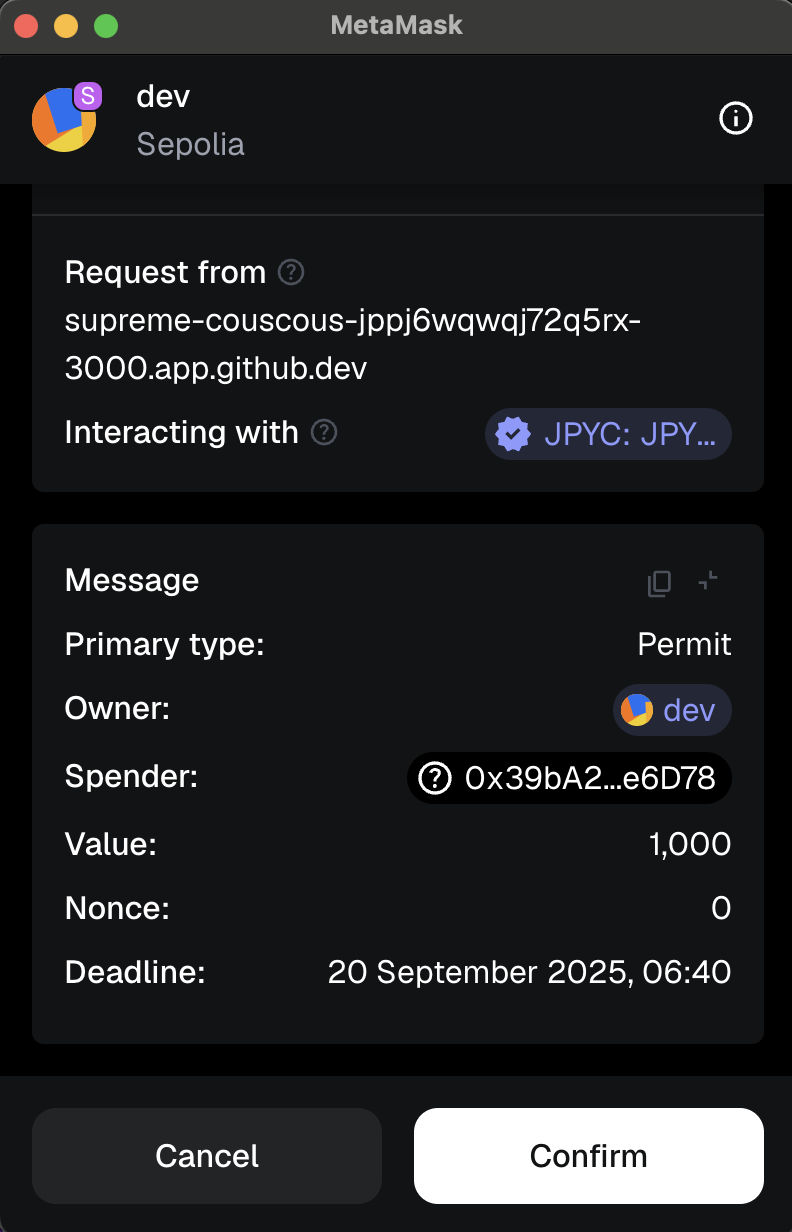 MetaMask
S
dev
Sepolia
Request from
supreme-couscous-jppj6wqwqj72q5rx-
3000.app.github.dev
Interacting with JPYC: JPY...
Message
Primary type: Permit
Owner: dev
Spender: 0x39bA2...e6D78
Value: 1,000
Nonce: 0
Deadline: 20 September 2025, 06:40
Cancel Confirm